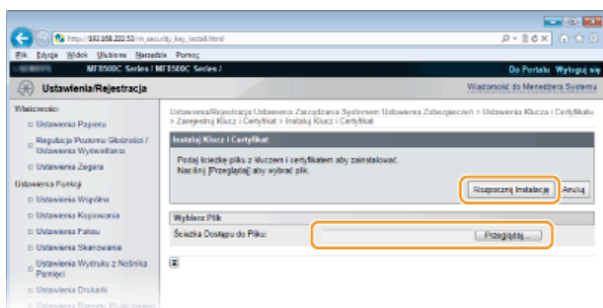 Plik Edycja Widok Ulubione Narzędzia Pomoc
MF8500C Series / MF8500C Series /
Do Portalu Wyloguj się
Ustawienia/Rejestracja
Wiadomość do Menedżera Systemu
Właściwości
Ustawienia Papieru
Regulacja Poziomu Głośności /
Ustawienia Wyświetlania
Ustawienia Zegara
Ustawienia Funkcji
Ustawienia Wspólne
Ustawienia Kopiowania
Ustawienia Faksu
Ustawienia Skanowania
Ustawienia Wydruku z Nośnika
Pamięci
Ustawienia Drukarki
Ustawienia/Rejestracja:Ustawienia Zarządzania Systemem:Ustawienia Zabezpieczeń > Ustawienia Klucza i Certyfikatu
> Zarejestruj Klucz i Certyfikat > Instaluj Klucz i Certyfikat
Instaluj Klucz i Certyfikat
Podaj ścieżkę pliku z kluczem i certyfikatem aby zainstalować.
Naciśnij [Przeglądaj] aby wybrać plik.
Rozpocznij Instalację
Anuluj
Wybierz Plik
Ścieżka Dostępu do Pliku:
Przeglądaj...